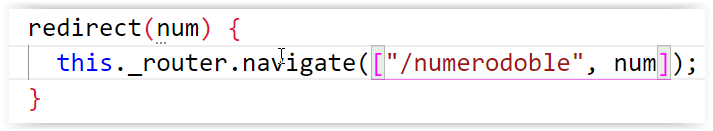 redirect(num) {
this._router.navigate(["/numerodoble", num]);
}